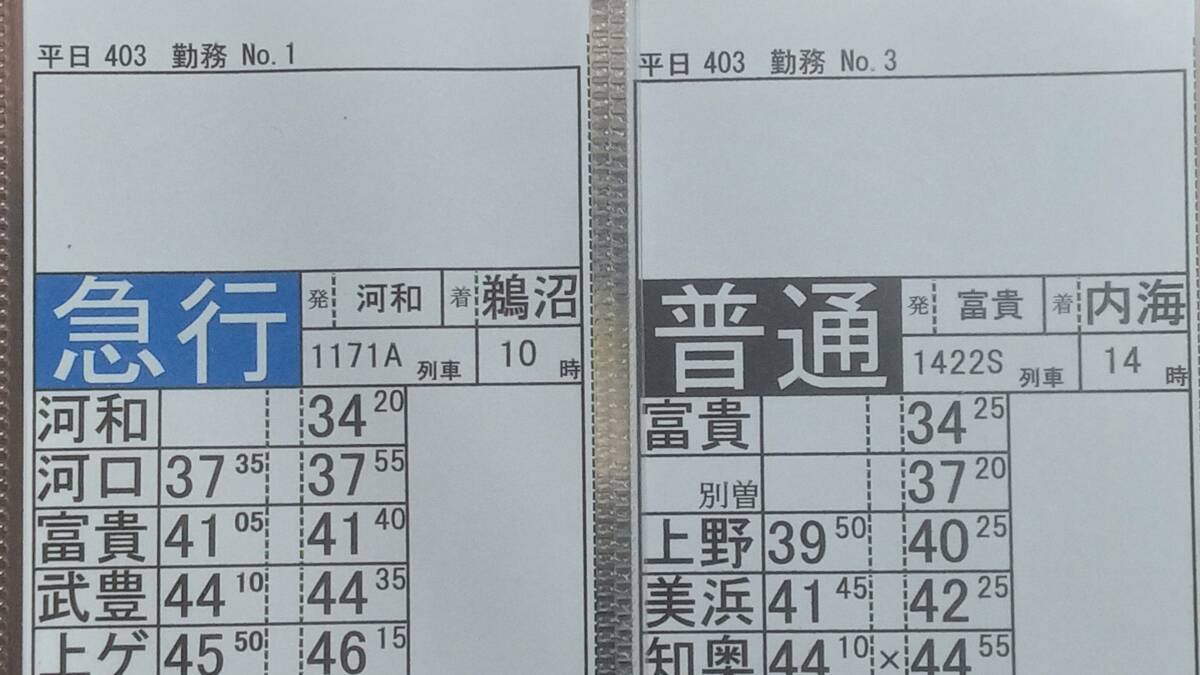 平日 403 勤務 No.1
急行 発 河和 着 鵜沼
1171A 列車 10 時
河和 34 20
河口 37 35 37 55
富貴 41 05 41 40
武豊 44 10 44 35
上ゲ 45 50 46 15
平日 403 勤務 No.3
普通 発 富貴 着 内海
1422S 列車 14 時
富貴 34 25
別曽 37 20
上野 39 50 40 25
美浜 41 45 42 25
知奥 44 10 × 44 55